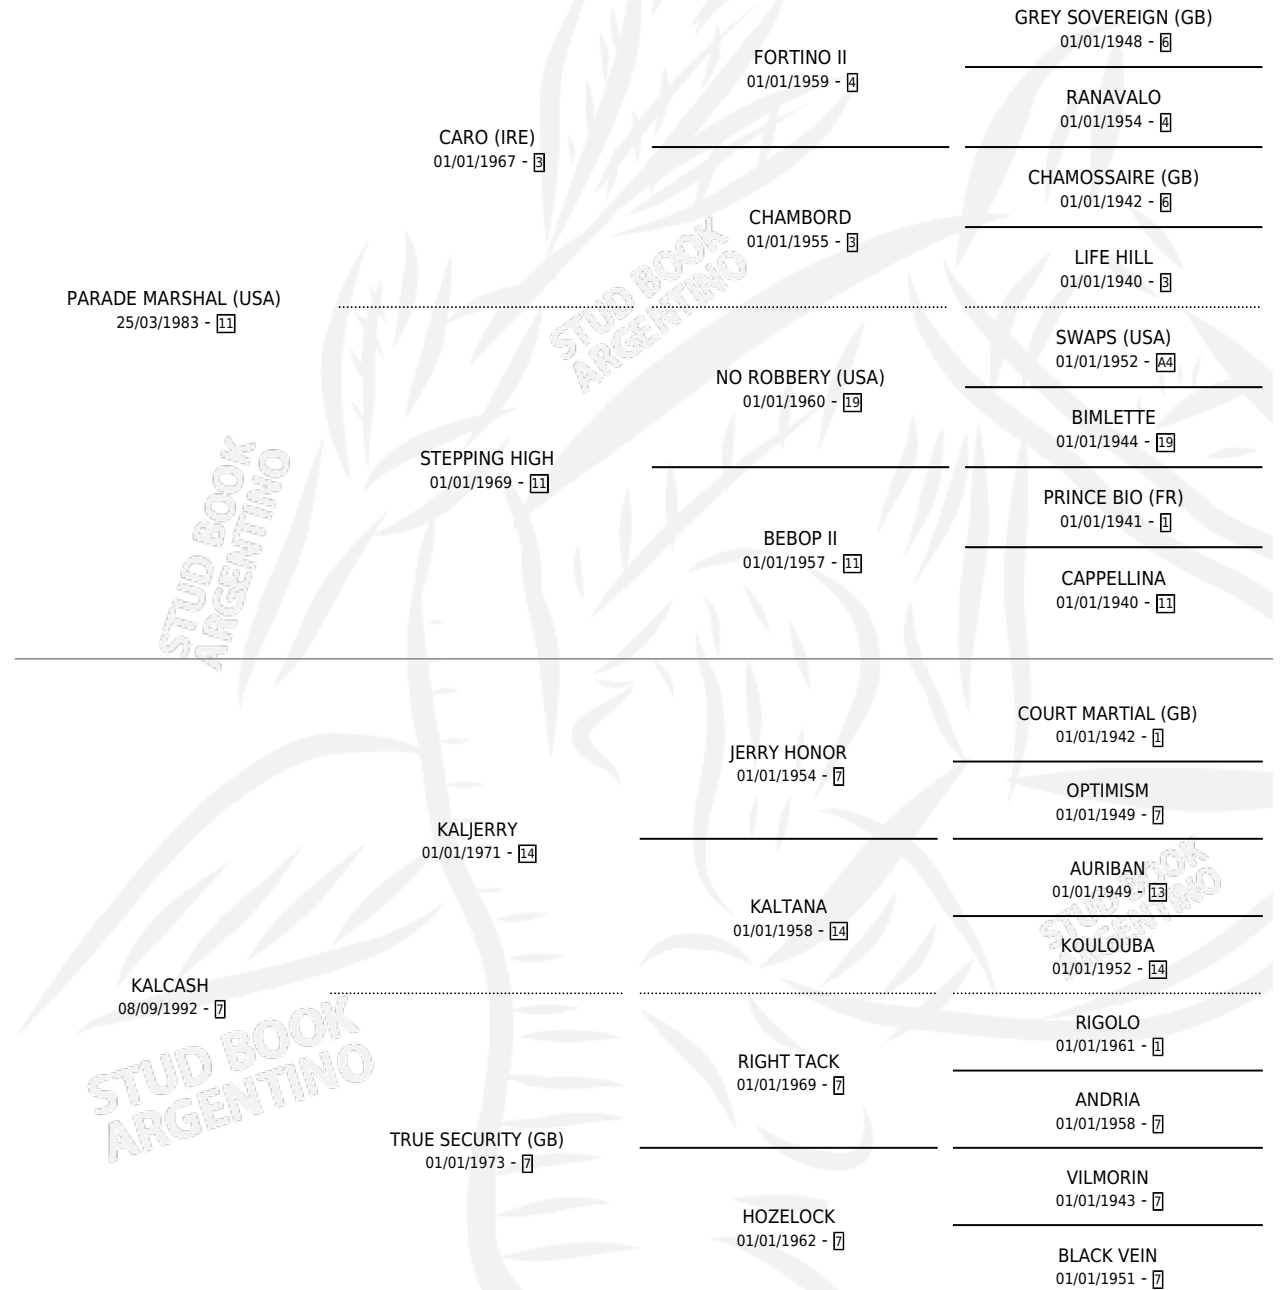 GREY SOVEREIGN (GB)
01/01/1948 - 6
FORTINO II
01/01/1959 - 4
RANAVALO
01/01/1954 - 4
CARO (IRE)
01/01/1967 - 3
CHAMOSSAIRE (GB)
01/01/1942 - 6
CHAMBORD
01/01/1955 - 3
LIFE HILL
01/01/1940 - 3
PARADE MARSHAL (USA)
25/03/1983 - 11
SWAPS (USA)
01/01/1952 - A4
NO ROBBERY (USA)
01/01/1960 - 19
BIMLETTE
01/01/1944 - 19
STEPPING HIGH
01/01/1969 - 11
PRINCE BIO (FR)
01/01/1941 - 1
BEBOP II
01/01/1957 - 11
CAPPELLINA
01/01/1940 - 11
COURT MARTIAL (GB)
01/01/1942 - 1
JERRY HONOR
01/01/1954 - 7
OPTIMISM
01/01/1949 - 7
KALJERRY
01/01/1971 - 14
AURIBAN
01/01/1949 - 13
KALTANA
01/01/1958 - 14
KOULOUBA
01/01/1952 - 14
KALCASH
08/09/1992 - 7
RIGOLO
01/01/1961 - 1
RIGHT TACK
01/01/1969 - 7
ANDRIA
01/01/1958 - 7
TRUE SECURITY (GB)
01/01/1973 - 7
VILMORIN
01/01/1943 - 7
HOZELOCK
01/01/1962 - 7
BLACK VEIN
01/01/1951 - 7
STUD BOOK
ARGENTINO
STUD BOOK
ARGENTINO
STUD BOOK
ARGENTINO
STUD BOOK
ARGENTINO